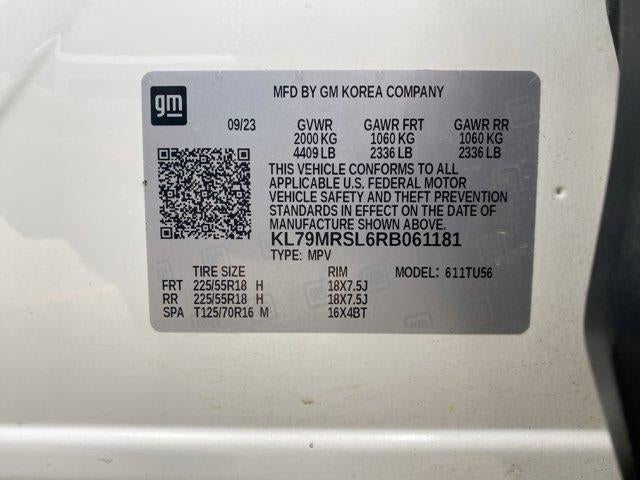 gm
MFD BY GM KOREA COMPANY
09/23 GVWR GAWR FRT GAWR RR
2000 KG 1060 KG 1060 KG
4409 LB 2336 LB 2336 LB
THIS VEHICLE CONFORMS TO ALL
APPLICABLE U.S. FEDERAL MOTOR
VEHICLE SAFETY AND THEFT PREVENTION
STANDARDS IN EFFECT ON THE DATE OF
MANUFACTURE SHOWN ABOVE.
KL79MRSL6RB061181
TYPE: MPV
TIRE SIZE RIM MODEL: 611TU56
FRT 225/55R18 H 18X7.5J
RR 225/55R18 H 18X7.5J
SPA T125/70R16 M 16X4BT